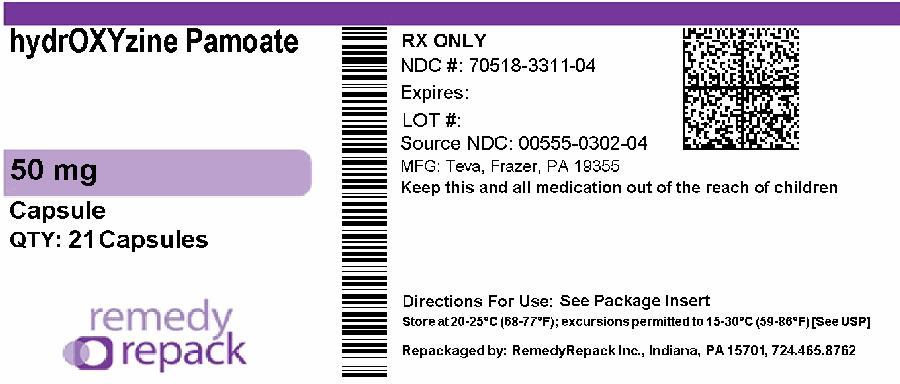 hydrOXYzine Pamoate
50 mg
Capsule
QTY: 21 Capsules
remedy
repack
RX ONLY
NDC #: 70518-3311-04
Expires:
LOT #:
Source NDC: 00555-0302-04
MFG: Teva, Frazer, PA 19355
Keep this and all medication out of the reach of children
Directions For Use: See Package Insert
Store at 20-25°C (68-77°F); excursions permitted to 15-30°C (59-86°F) [See USP]
Repackaged by: RemedyRepack Inc., Indiana, PA 15701, 724.465.8762